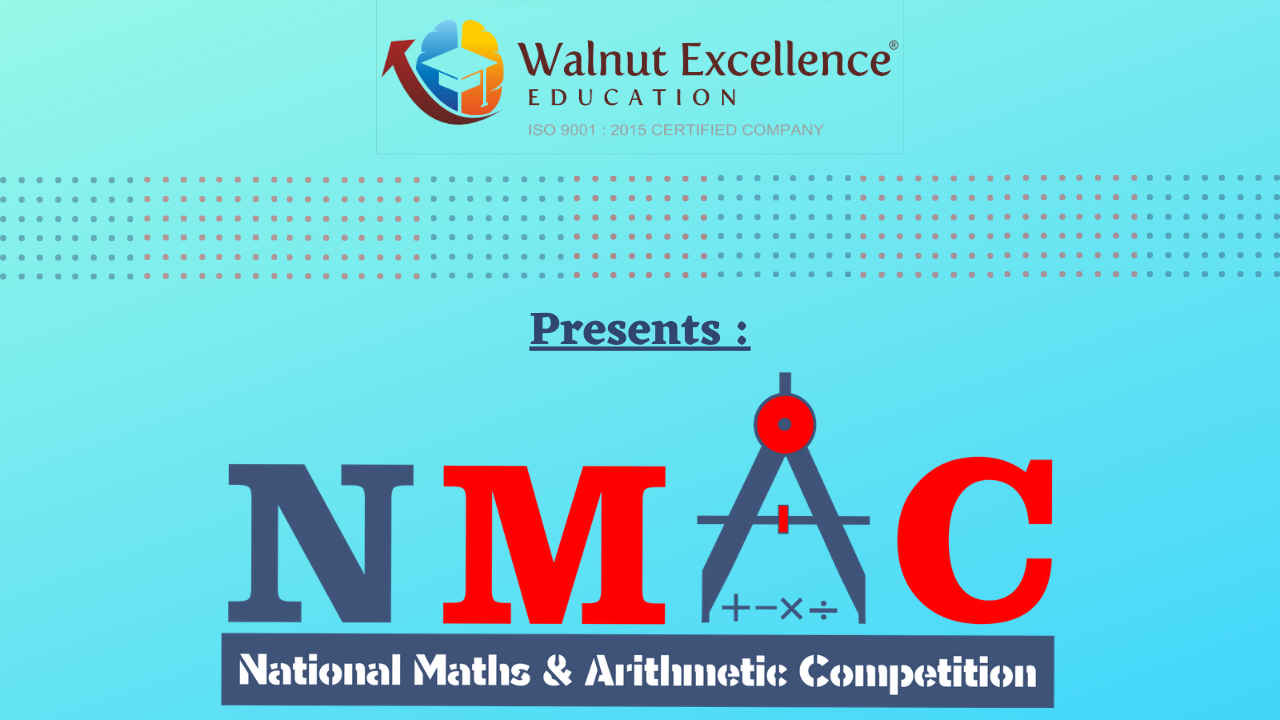 Walnut Excellence®
EDUCATION
ISO 9001 : 2015 CERTIFIED COMPANY
Presents :
NMAC
+−×÷
National Maths & Arithmetic Competition